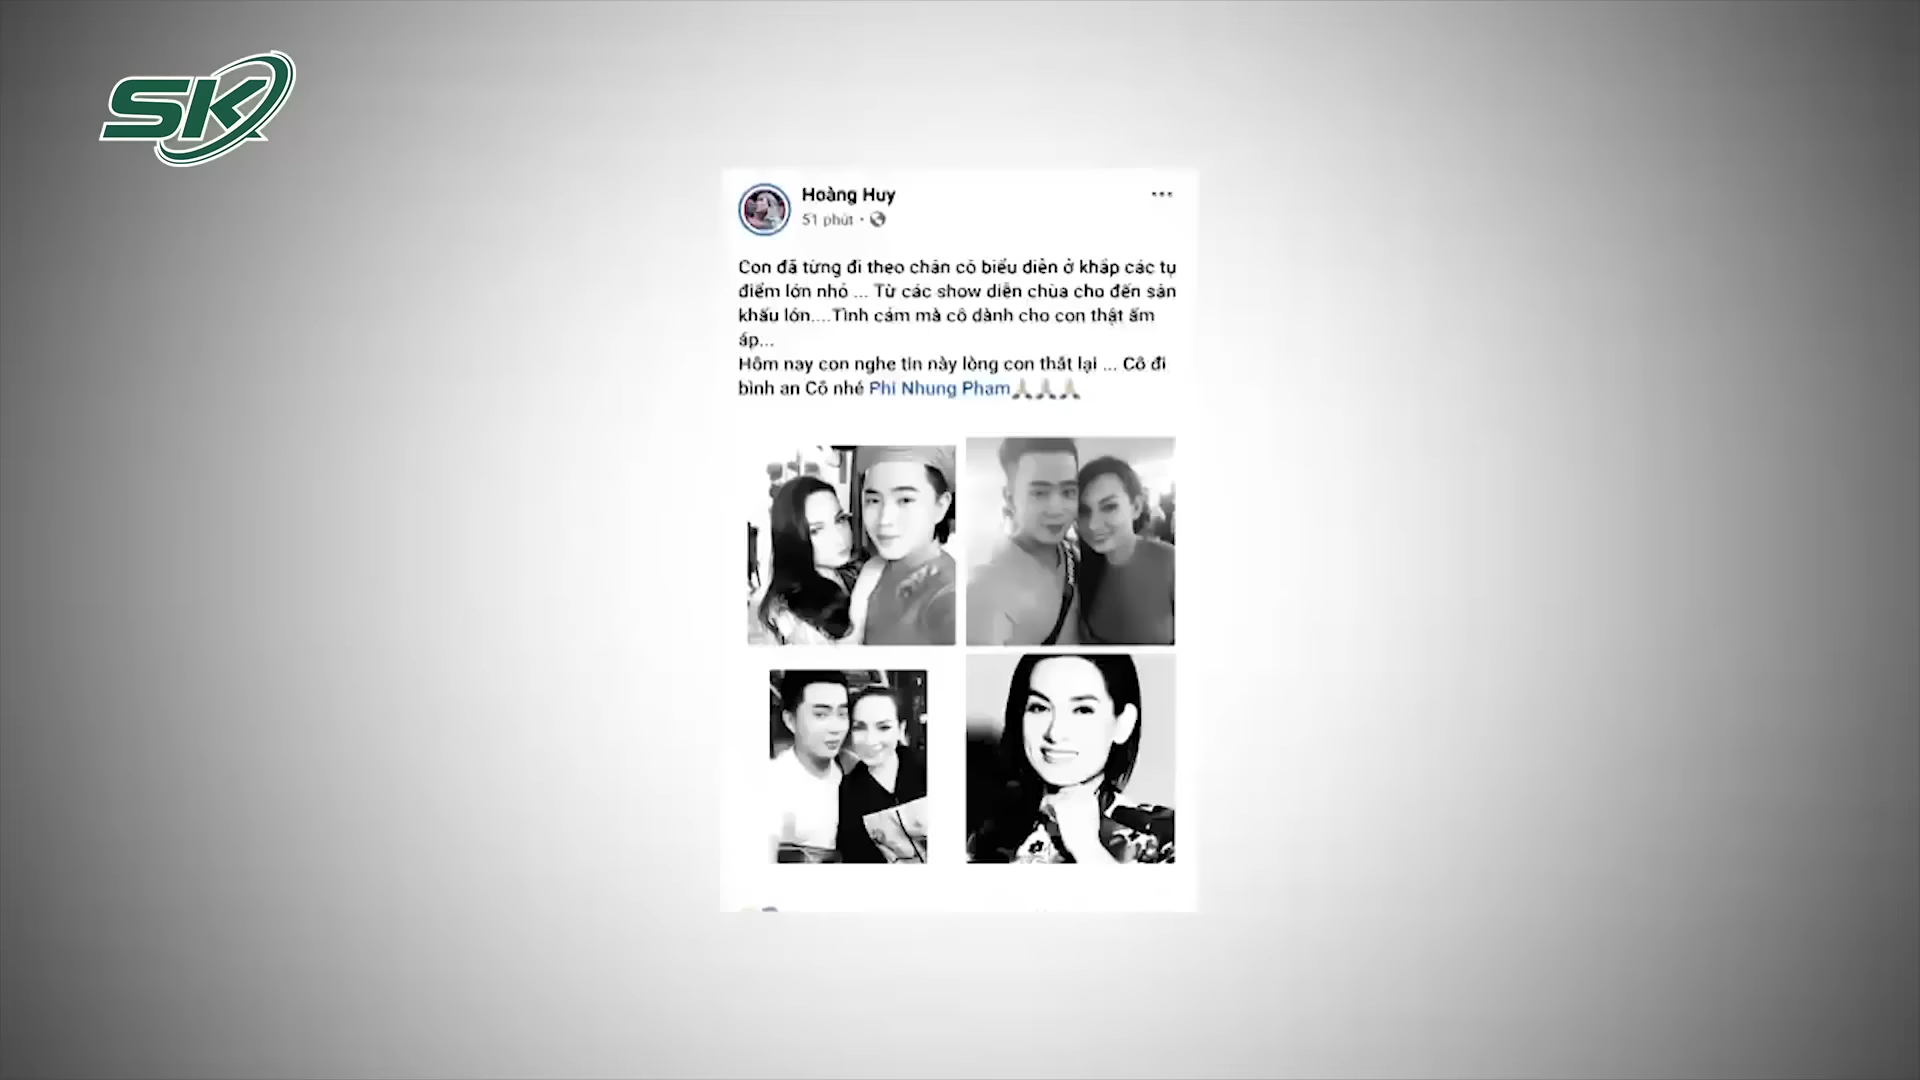 SK
Hoàng Huy
51 phút ·
Con đã từng đi theo chân cô biểu diễn ở khắp các tụ
điểm lớn nhỏ ... Từ các show diễn chùa cho đến sân
khấu lớn....Tình cảm mà cô dành cho con thật ấm
áp...
Hôm nay con nghe tin này lòng con thắt lại ... Cô đi
bình an Cô nhé Phi Nhung Pham🙏🙏🙏